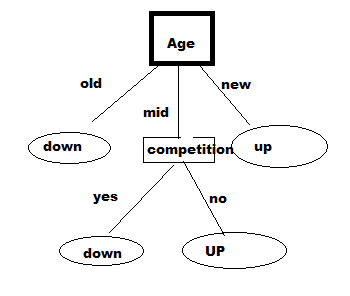 Age
old
new
mid
down
competition
up
yes
no
down
UP